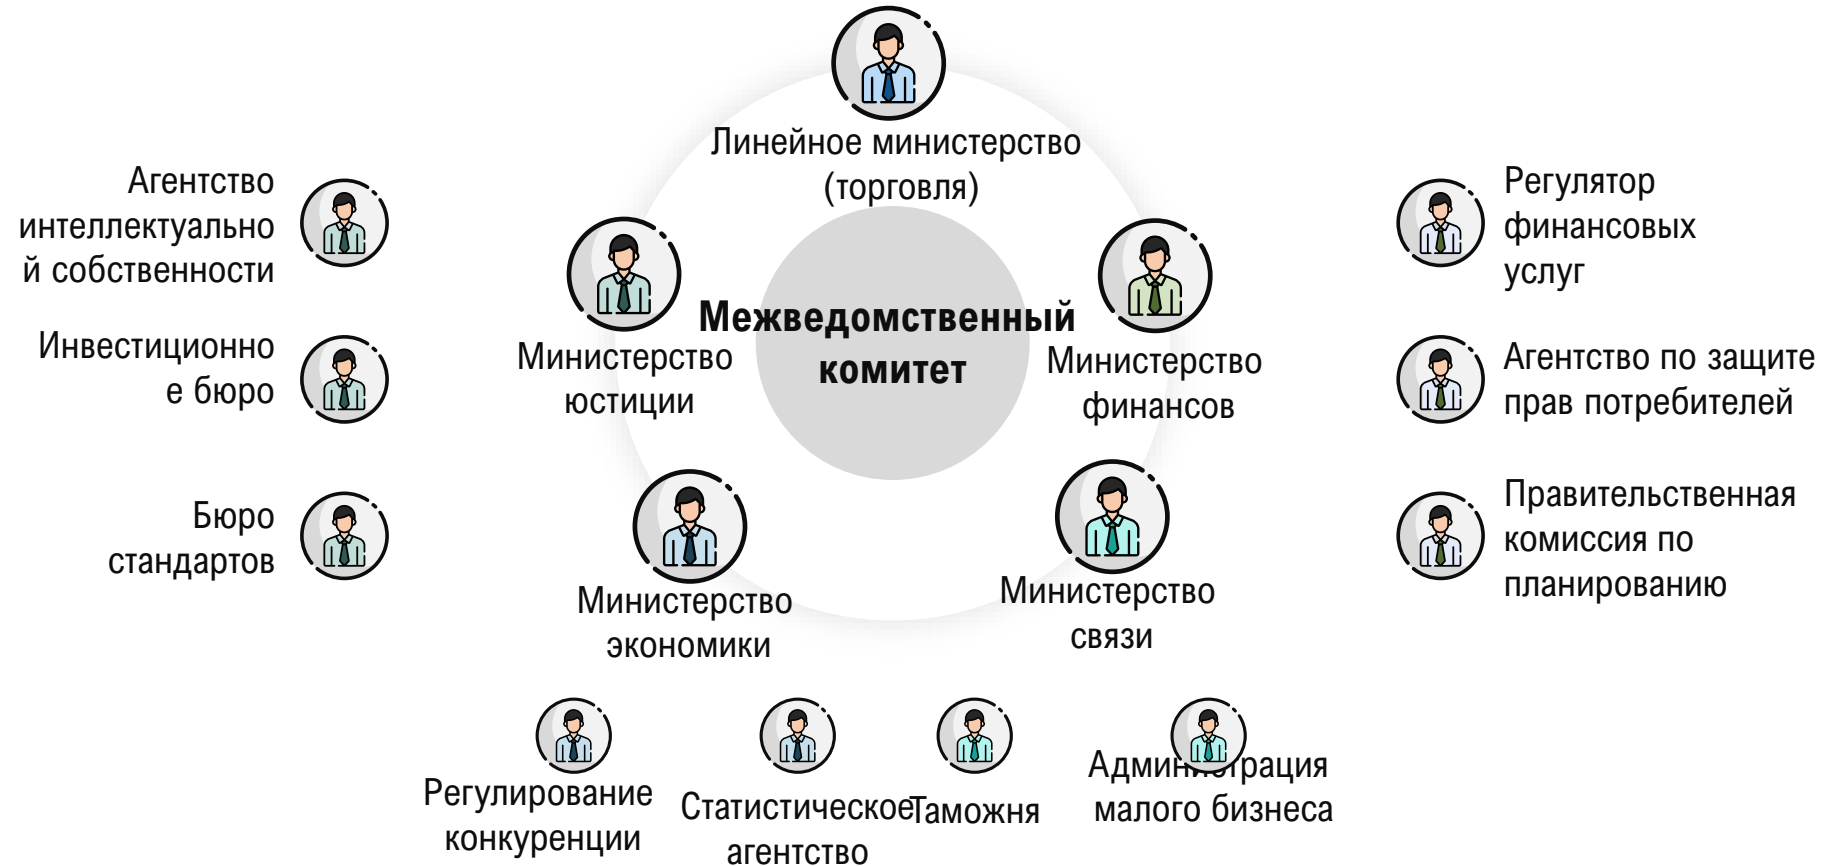 Линейное министерство
(торговля)
Агентство
интеллектуально
й собственности
Инвестиционно
е бюро
Бюро
стандартов
Министерство
юстиции
Межведомственный
комитет
Министерство
финансов
Министерство
экономики
Министерство
связи
Регулятор
финансовых
услуг
Агентство по защите
прав потребителей
Правительственная
комиссия по
планированию
Регулирование
конкуренции
Статистическое
агентство
Таможня
Администрация
малого бизнеса